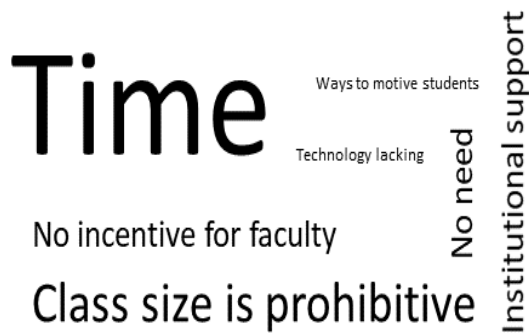 Time
Ways to motive students
Technology lacking
No need
Institutional support
No incentive for faculty
Class size is prohibitive